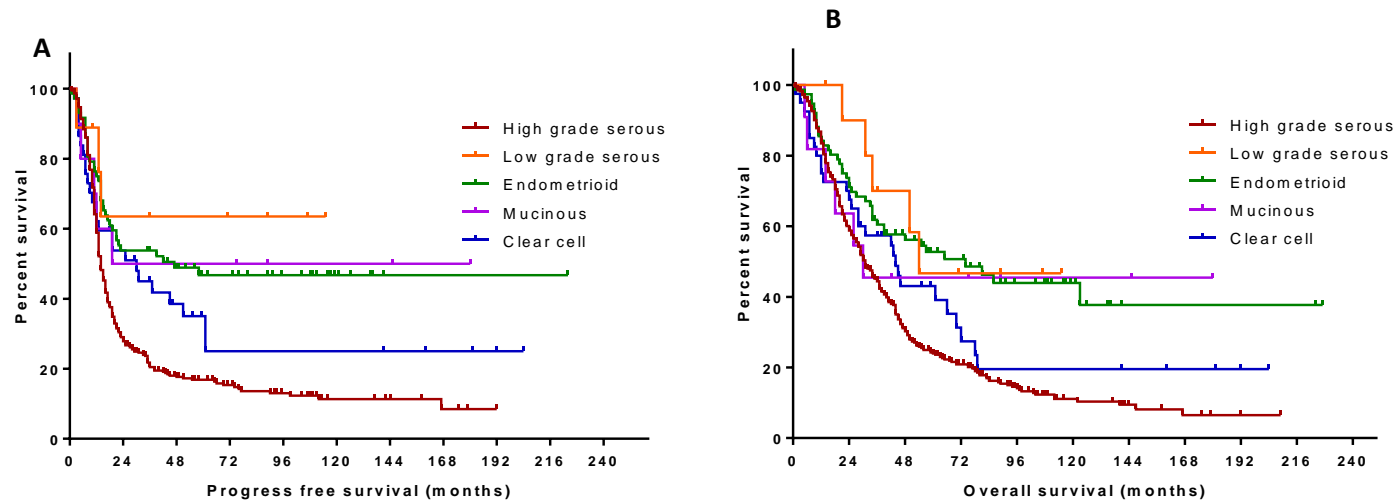 A
Percent survival
100
80
60
40
20
0
0 24 48 72 96 120 144 168 192 216 240
Progress free survival (months)
High grade serous
Low grade serous
Endometrioid
Mucinous
Clear cell
B
Percent survival
100
80
60
40
20
0
0 24 48 72 96 120 144 168 192 216 240
Overall survival (months)
High grade serous
Low grade serous
Endometrioid
Mucinous
Clear cell